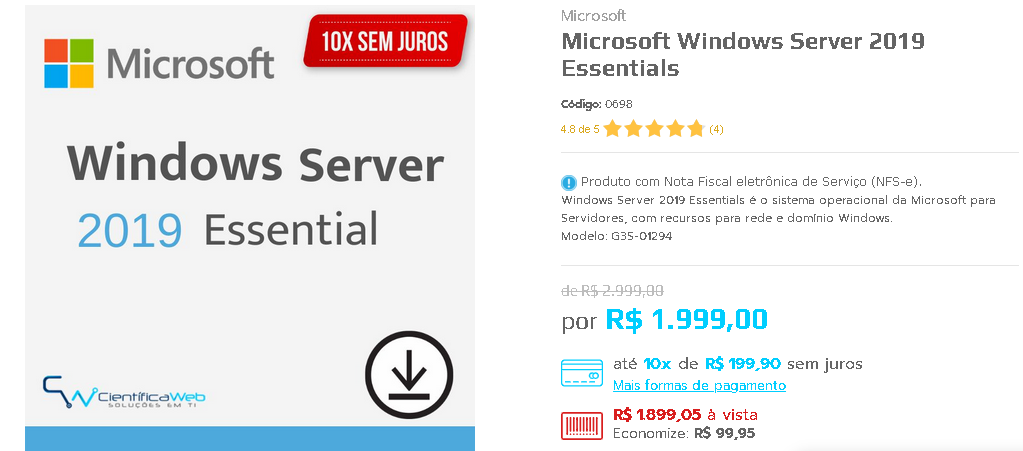 10X SEM JUROS
Microsoft
Windows Server
2019 Essential
CientíficaWeb
SOLUÇÕES EM TI
Microsoft
Microsoft Windows Server 2019
Essentials
Código: 0698
4.8 de 5 (4)
Produto com Nota Fiscal eletrônica de Serviço (NFS-e).
Windows Server 2019 Essentials é o sistema operacional da Microsoft para
Servidores, com recursos para rede e domínio Windows.
Modelo: G3S-01294
de R$ 2.999,00
por R$ 1.999,00
até 10x de R$ 199,90 sem juros
Mais formas de pagamento
R$ 1.899,05 à vista
Economize: R$ 99,95